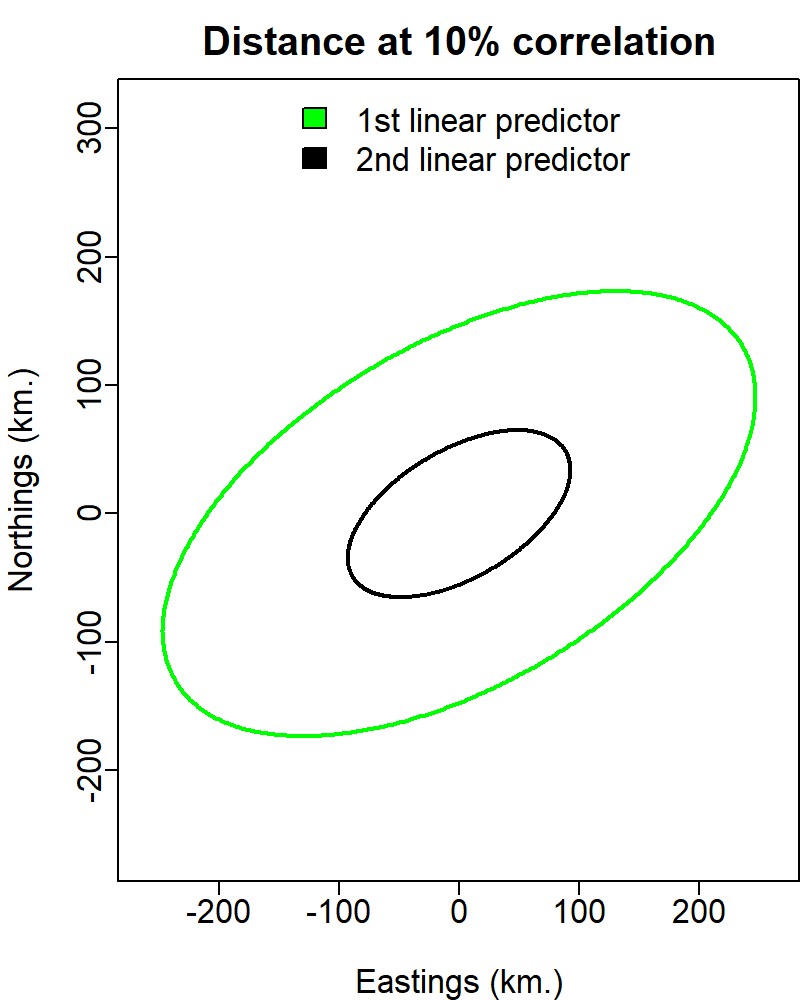 Distance at 10% correlation
1st linear predictor
2nd linear predictor
300
200
100
0
-100
-200
Northings (km.)
-200 -100 0 100 200
Eastings (km.)